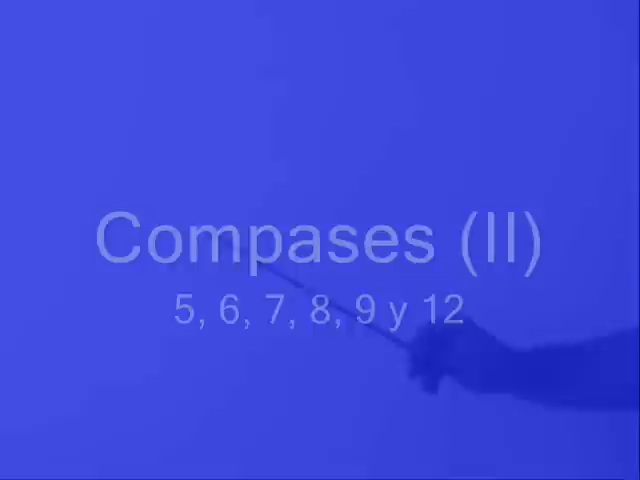 Compases (II)
5, 6, 7, 8, 9 y 12